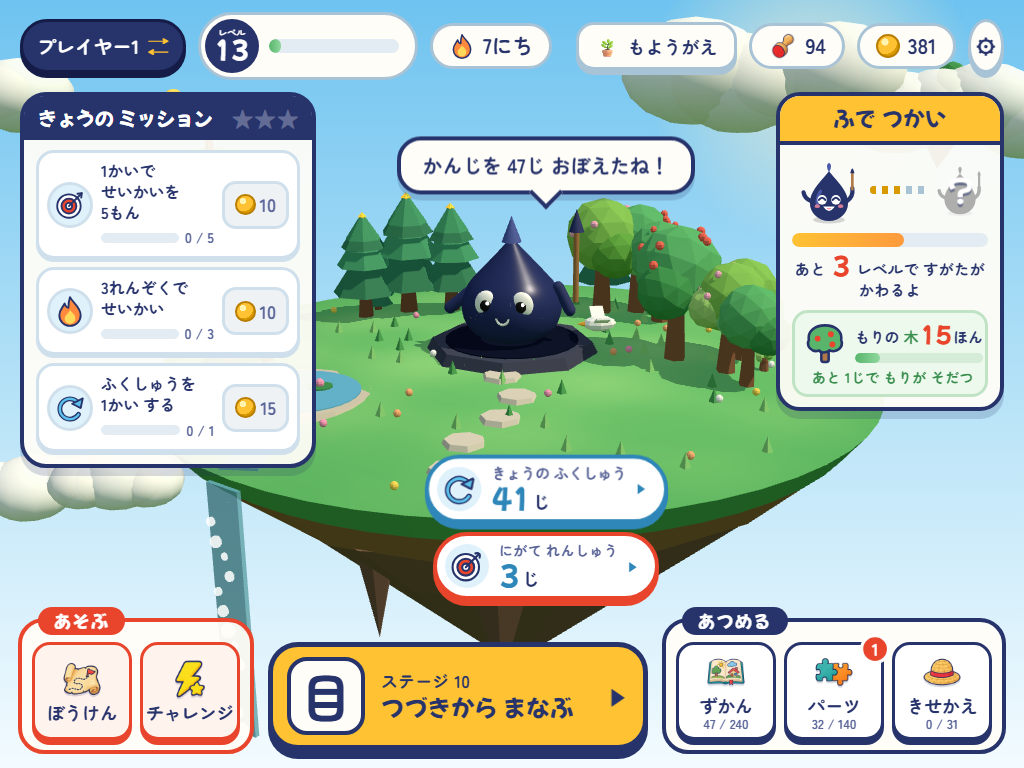 プレイヤー1
レベル
13
7にち
もようがえ
94
381
きょうの ミッション
1かいで
せいかいを
5もん
0 / 5
10
3れんぞくで
せいかい
0 / 3
10
ふくしゅうを
1かい する
0 / 1
15
かんじを 47じ おぼえたね！
ふで つかい
?
あと 3 レベルで すがたが
かわるよ
もりの 木 15 ほん
あと 1じで もりが そだつ
きょうの ふくしゅう
41 じ
にがて れんしゅう
3 じ
あそぶ
ぼうけん
チャレンジ
ステージ 10
つづきから まなぶ
あつめる
ずかん
47 / 240
1
パーツ
32 / 140
きせかえ
0 / 31